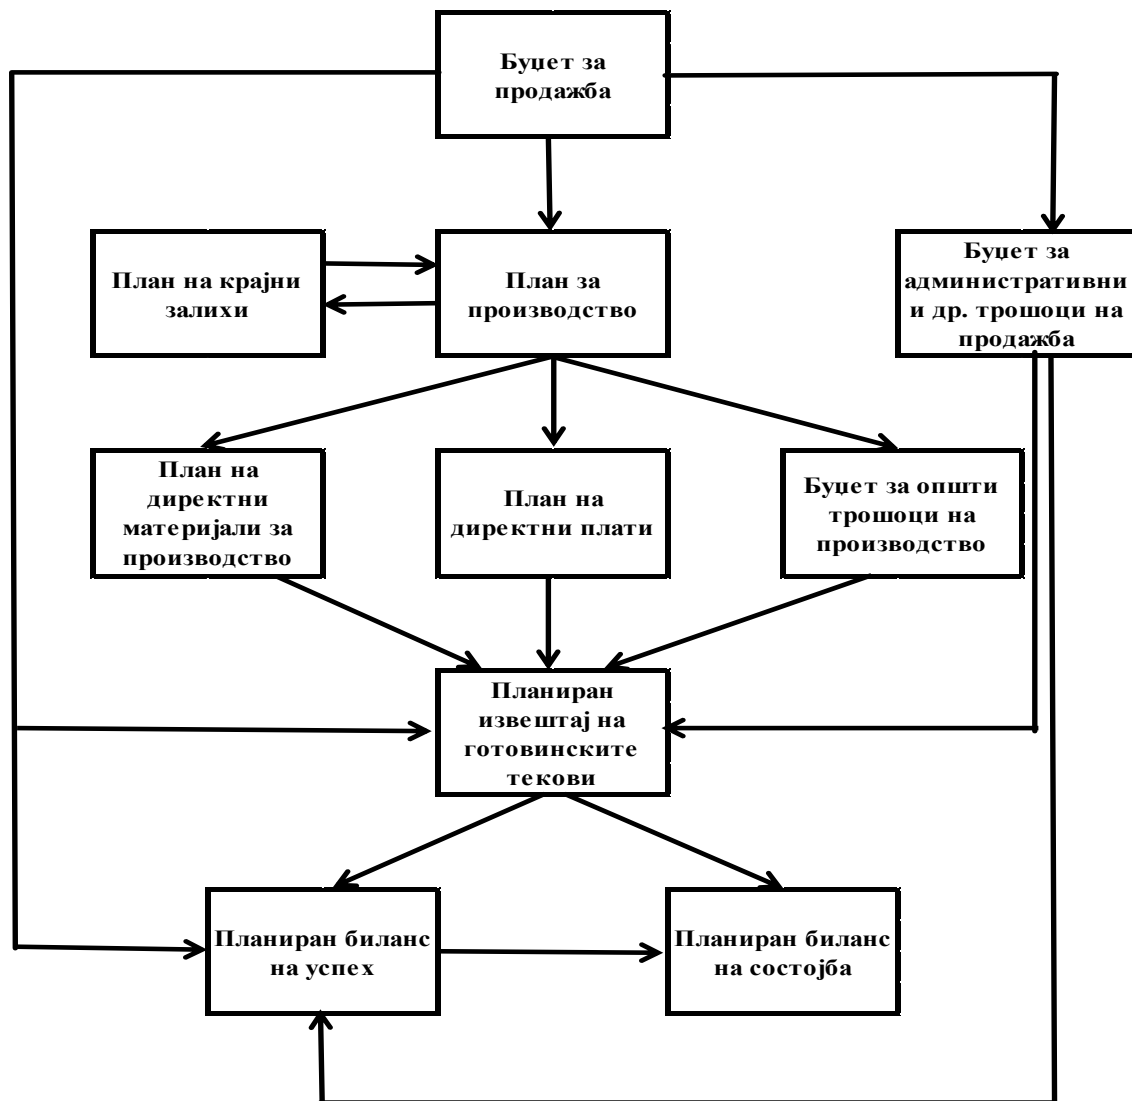 Буџет за
продажба
План на крајни
залихи
План за
производство
Буџет за
административни
и др. трошоци на
продажба
План на
директни
материјали за
производство
План на
директни плати
Буџет за општи
трошоци на
производство
Планиран
извештај на
готовинските
текови
Планиран биланс
на успех
Планиран биланс
на состојба